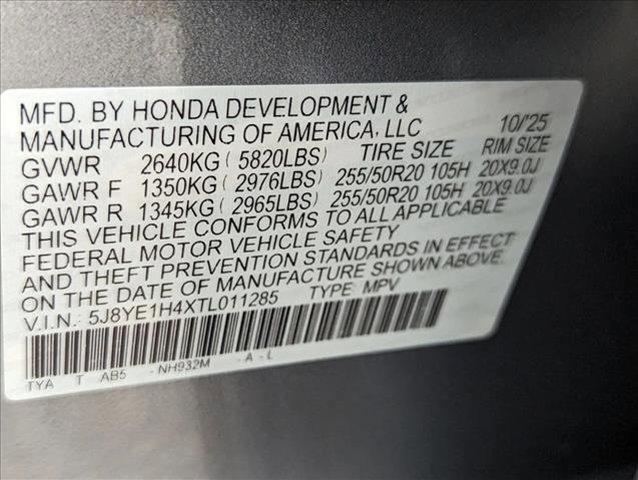 MFD. BY HONDA DEVELOPMENT &
MANUFACTURING OF AMERICA, LLC 10/'25
GVWR 2640KG ( 5820LBS) TIRE SIZE RIM SIZE
GAWR F 1350KG ( 2976LBS) 255/50R20 105H 20X9.0J
GAWR R 1345KG ( 2965LBS) 255/50R20 105H 20X9.0J
THIS VEHICLE CONFORMS TO ALL APPLICABLE
FEDERAL MOTOR VEHICLE SAFETY
AND THEFT PREVENTION STANDARDS IN EFFECT
ON THE DATE OF MANUFACTURE SHOWN ABOVE.
V.I.N.: 5J8YE1H4XTL011285 TYPE: MPV
TYA T AB5 -NH932M -A-L